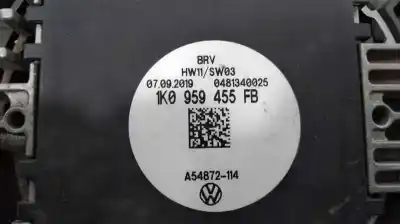 BRV
HW11/SW03
07.09.2019 0481340025
1K0 959 455 FB
A54872-114